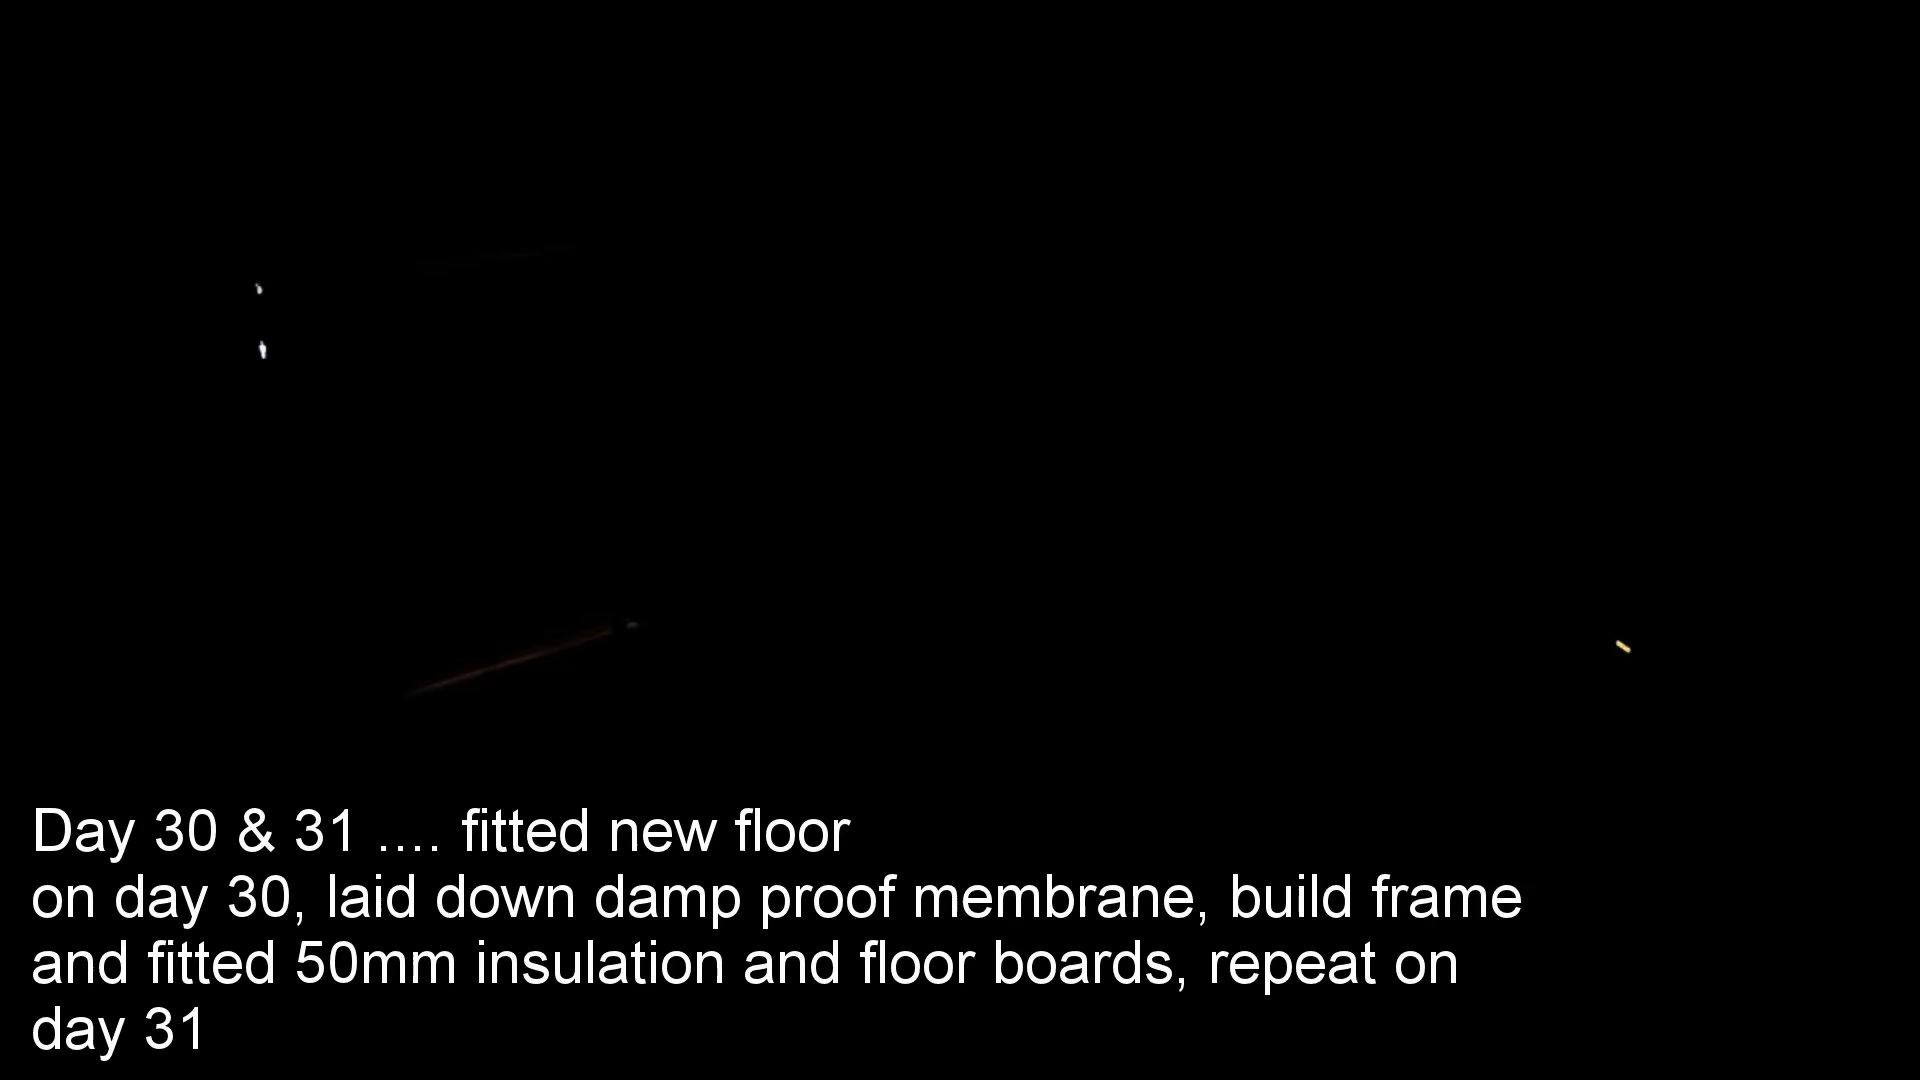 Day 30 & 31 .... fitted new floor
on day 30, laid down damp proof membrane, build frame
and fitted 50mm insulation and floor boards, repeat on
day 31